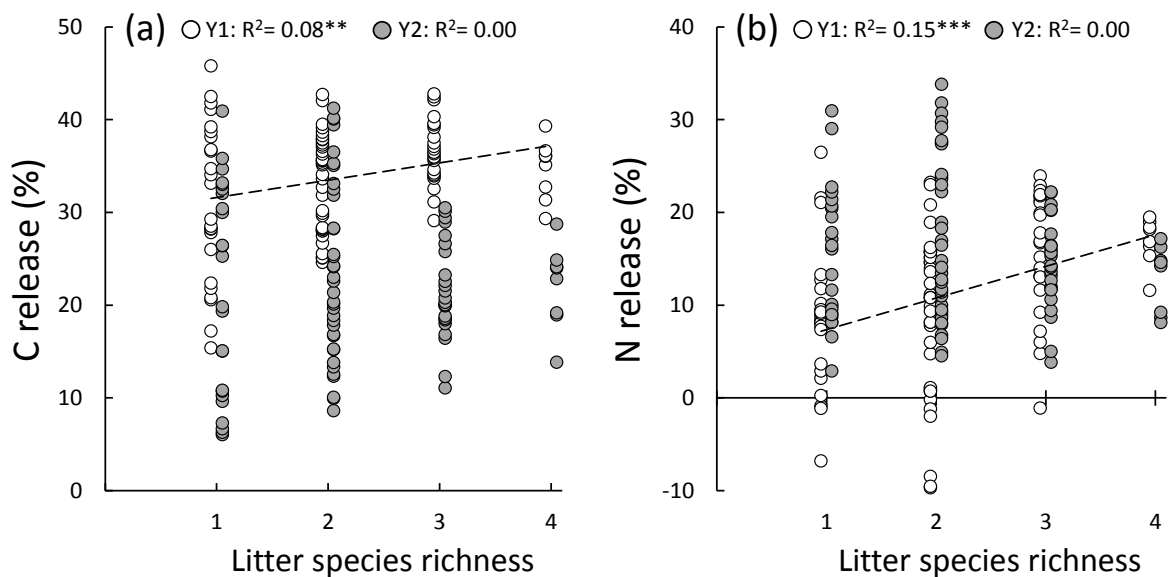 (a) Y1: R²= 0.08** Y2: R²= 0.00
50
40
30
20
10
0
C release (%)
1 2 3 4
Litter species richness
(b) Y1: R²= 0.15*** Y2: R²= 0.00
40
30
20
10
0
-10
N release (%)
1 2 3 4
Litter species richness